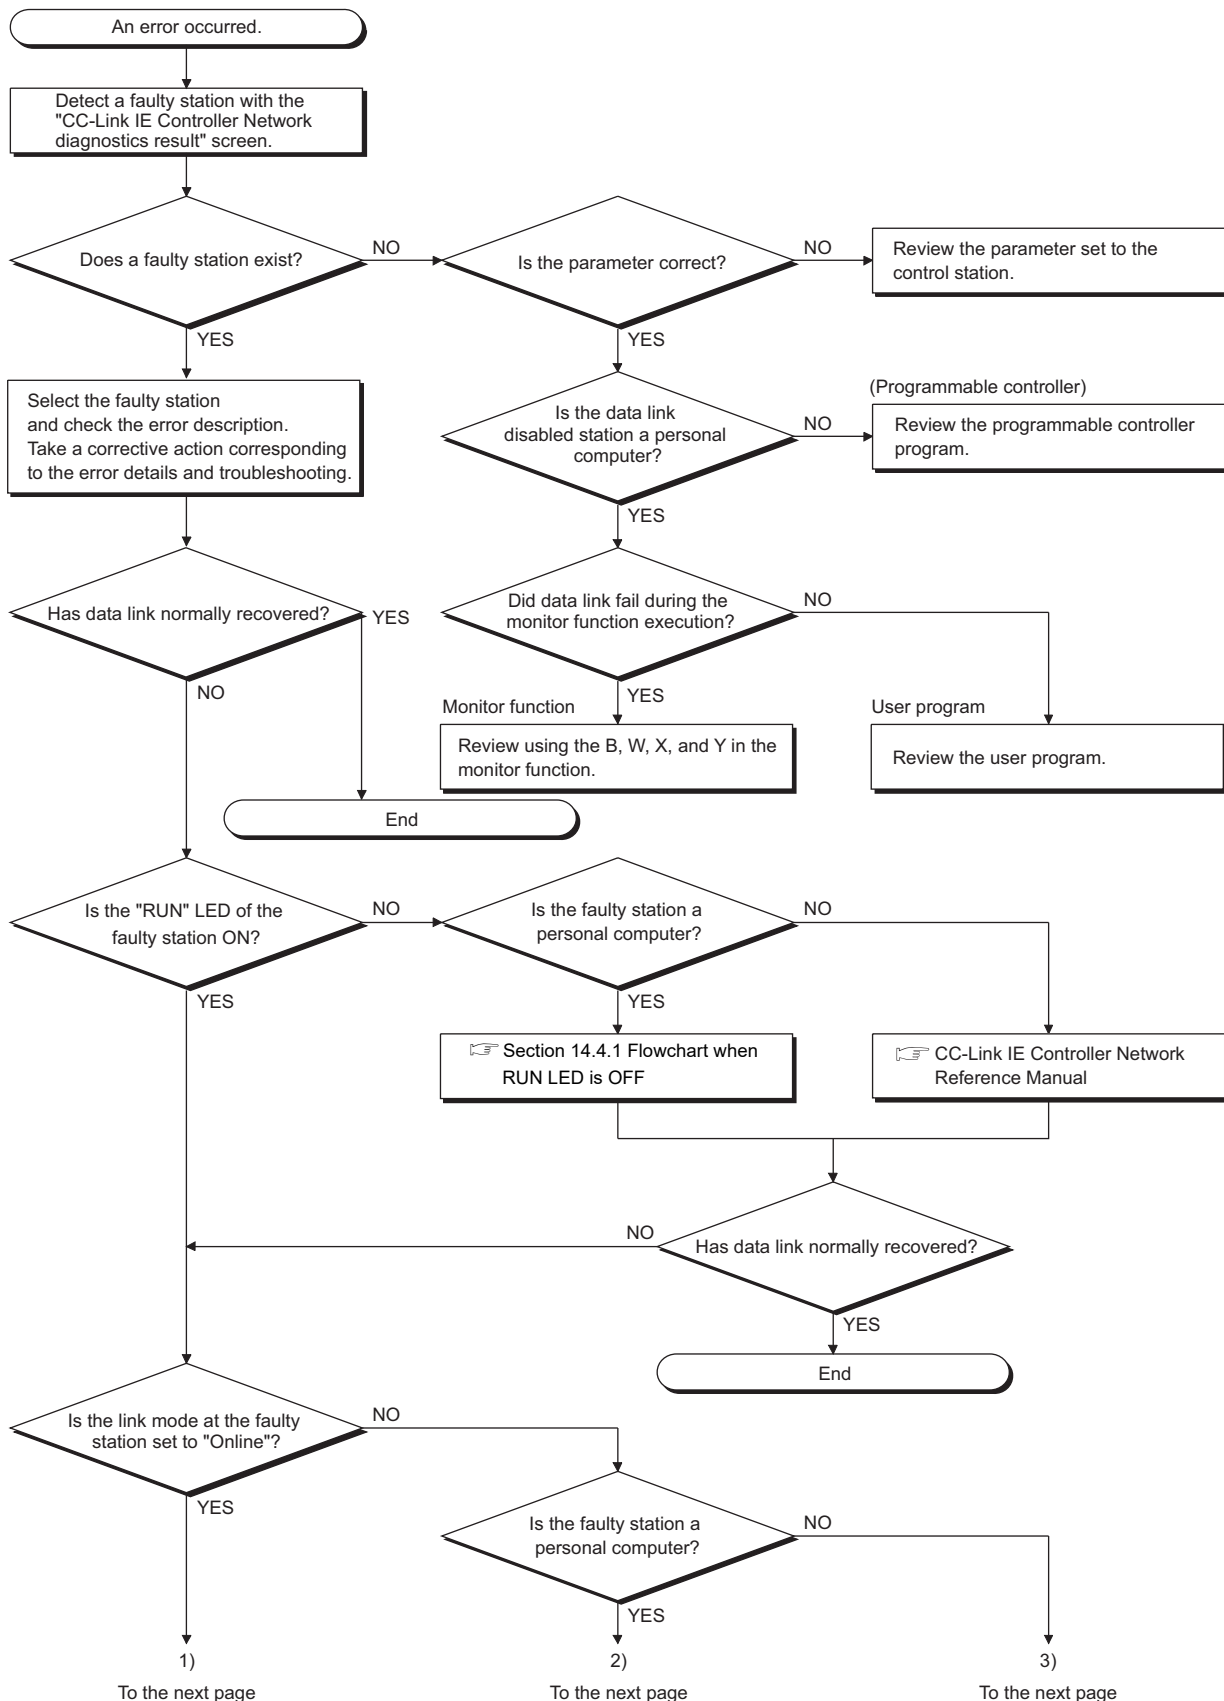 An error occurred.
Detect a faulty station with the
"CC-Link IE Controller Network
diagnostics result" screen.
Does a faulty station exist?
NO
YES
Is the parameter correct?
NO
YES
Review the parameter set to the
control station.
Select the faulty station
and check the error description.
Take a corrective action corresponding
to the error details and troubleshooting.
Is the data link
disabled station a personal
computer?
NO
YES
(Programmable controller)
Review the programmable controller
program.
Has data link normally recovered?
YES
NO
Did data link fail during the
monitor function execution?
NO
YES
Monitor function
Review using the B, W, X, and Y in the
monitor function.
User program
Review the user program.
End
Is the "RUN" LED of the
faulty station ON?
NO
YES
Is the faulty station a
personal computer?
NO
YES
Section 14.4.1 Flowchart when
RUN LED is OFF
CC-Link IE Controller Network
Reference Manual
Has data link normally recovered?
NO
YES
End
Is the link mode at the faulty
station set to "Online"?
NO
YES
Is the faulty station a
personal computer?
NO
YES
1)
To the next page
2)
To the next page
3)
To the next page